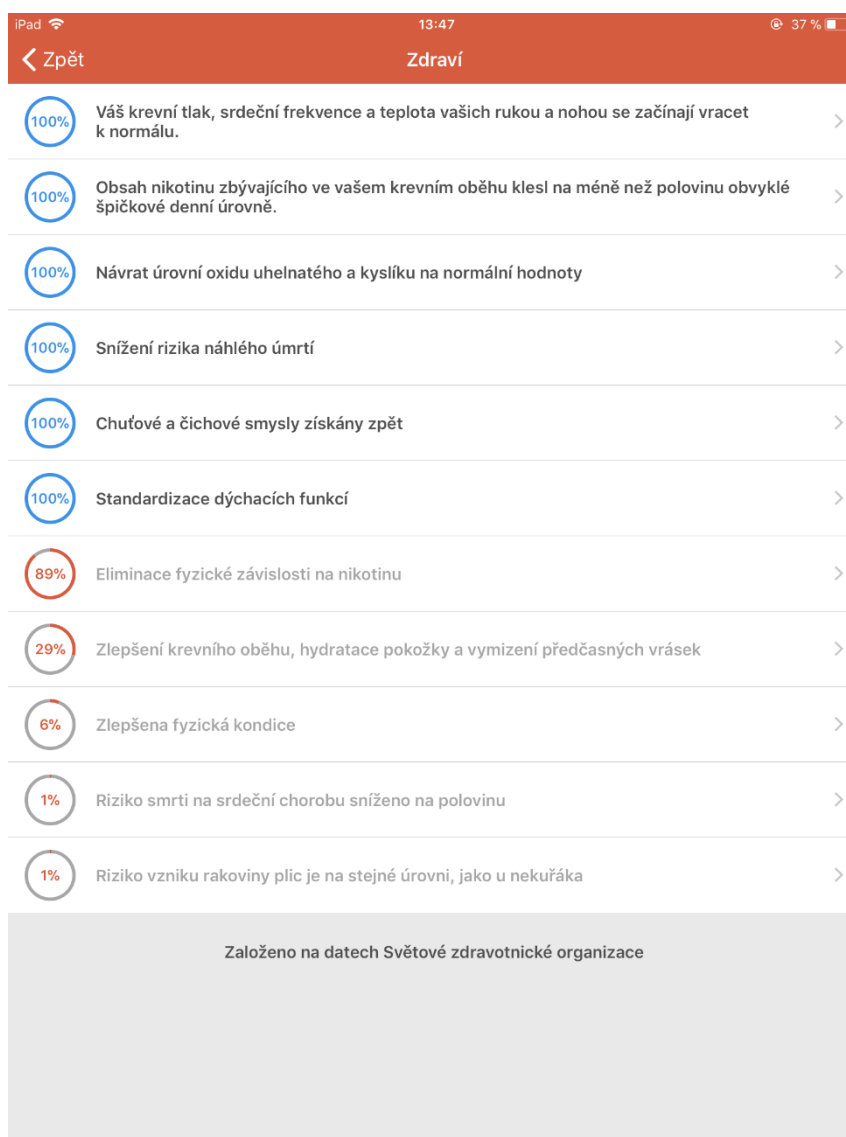 iPad 13:47 37 %
Zpět Zdraví
100% Váš krevní tlak, srdeční frekvence a teplota vašich rukou a nohou se začínají vracet
k normálu.
100% Obsah nikotinu zbývajícího ve vašem krevním oběhu klesl na méně než polovinu obvyklé
špičkové denní úrovně.
100% Návrat úrovní oxidu uhelnatého a kyslíku na normální hodnoty
100% Snížení rizika náhlého úmrtí
100% Chuťové a čichové smysly získány zpět
100% Standardizace dýchacích funkcí
89% Eliminace fyzické závislosti na nikotinu
29% Zlepšení krevního oběhu, hydratace pokožky a vymizení předčasných vrásek
6% Zlepšena fyzická kondice
1% Riziko smrti na srdeční chorobu sníženo na polovinu
1% Riziko vzniku rakoviny plic je na stejné úrovni, jako u nekuřáka
Založeno na datech Světové zdravotnické organizace